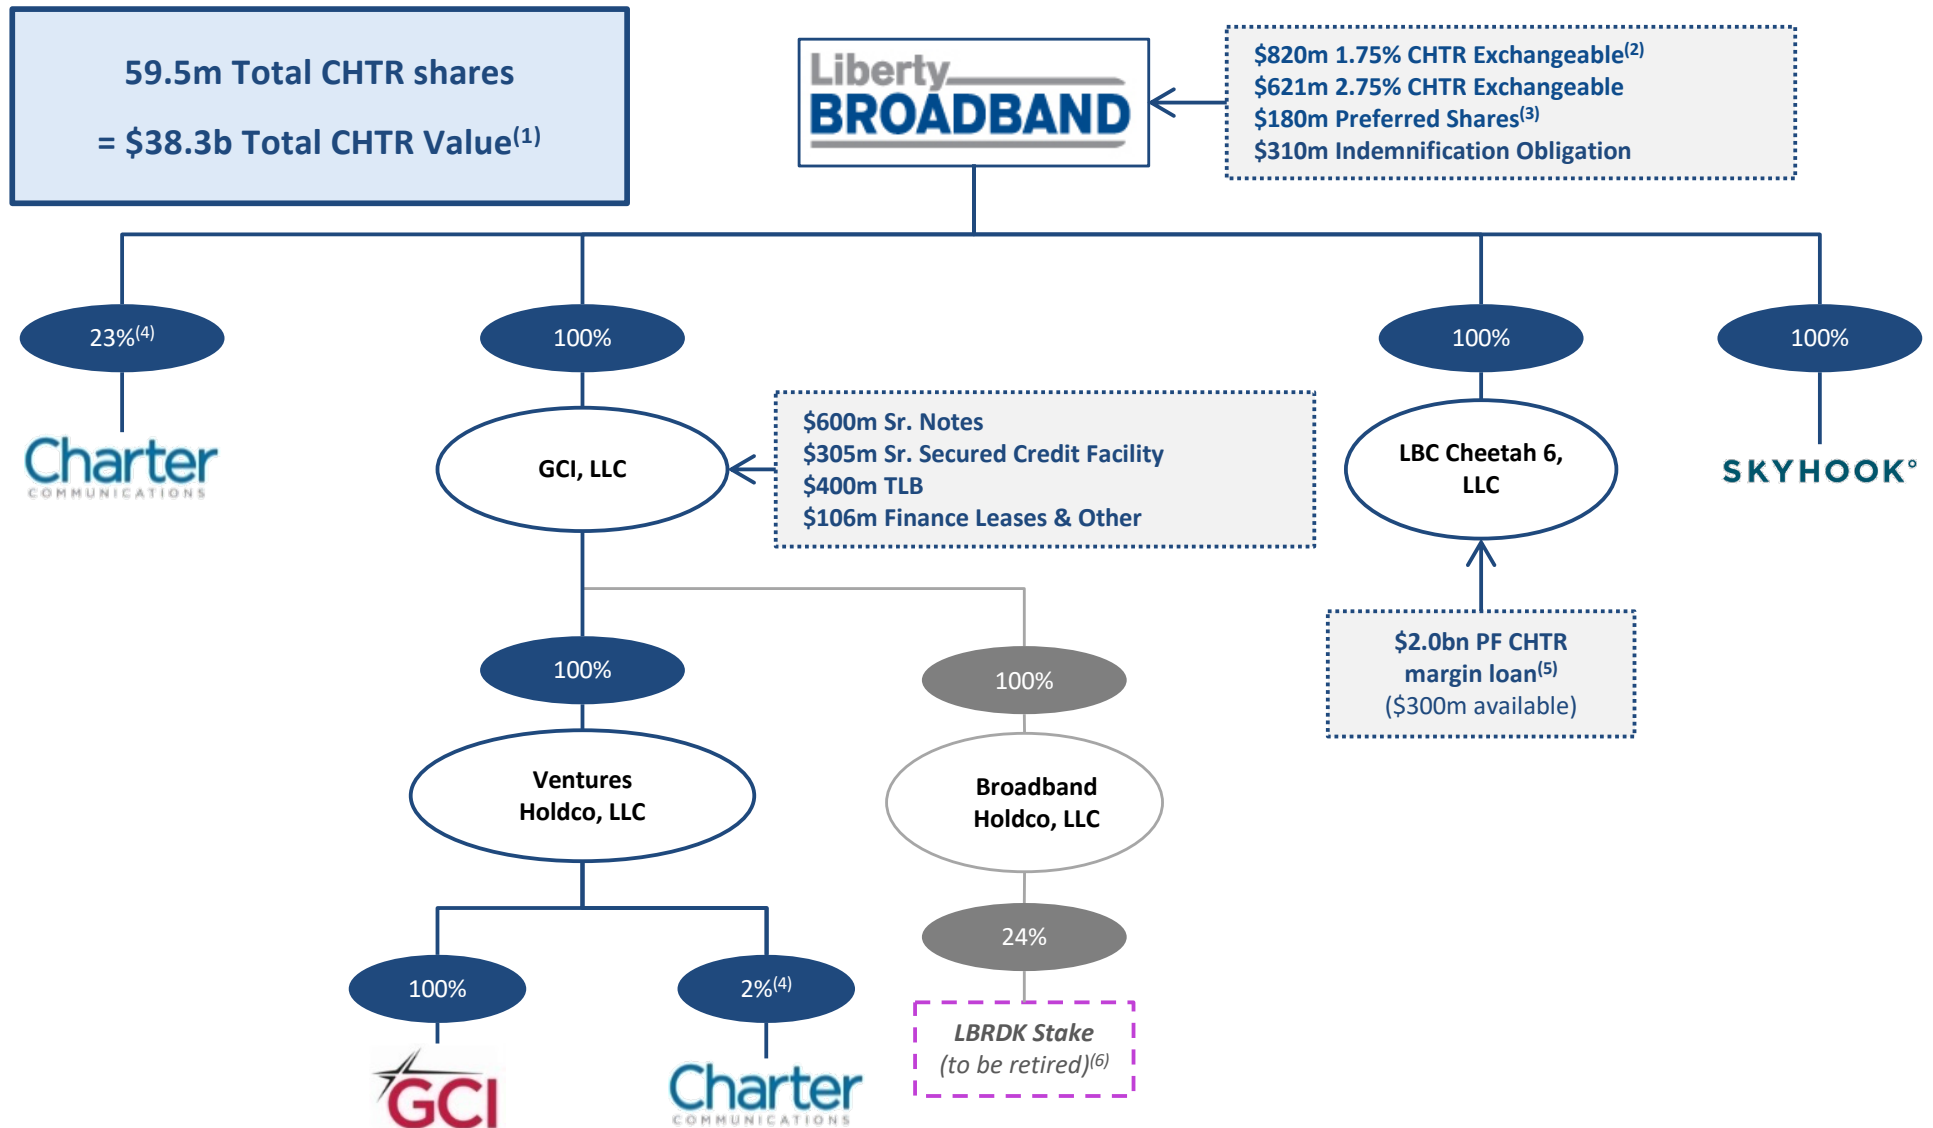 59.5m Total CHTR shares
= $38.3b Total CHTR Value(1)
Liberty
BROADBAND
$820m 1.75% CHTR Exchangeable(2)
$621m 2.75% CHTR Exchangeable
$180m Preferred Shares(3)
$310m Indemnification Obligation
23%(4)
100%
100%
100%
Charter
COMMUNICATIONS
GCI, LLC
$600m Sr. Notes
$305m Sr. Secured Credit Facility
$400m TLB
$106m Finance Leases & Other
LBC Cheetah 6,
LLC
SKYHOOK°
$2.0bn PF CHTR
margin loan(5)
($300m available)
100%
100%
Ventures
Holdco, LLC
Broadband
Holdco, LLC
24%
100%
2%(4)
LBRDK Stake
(to be retired)(6)
GCI
Charter
COMMUNICATIONS